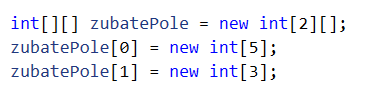 int[][] zubatePole = new int[2][];
zubatePole[0] = new int[5];
zubatePole[1] = new int[3];